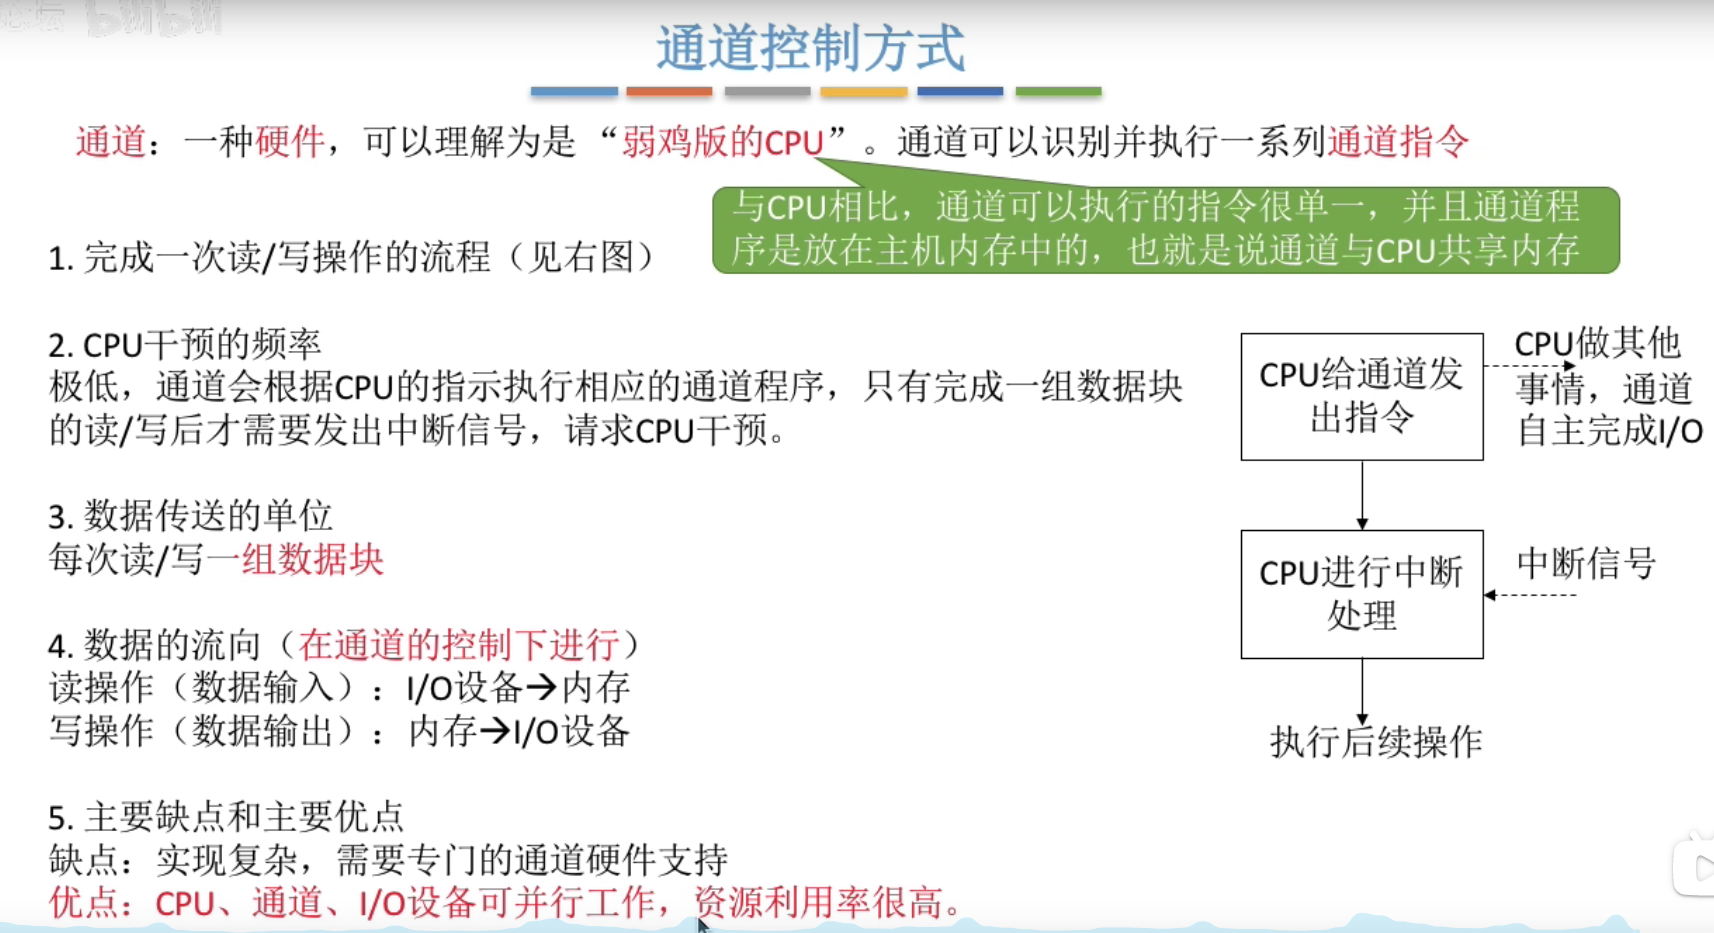 通道控制方式
通道：一种硬件，可以理解为是“弱鸡版的CPU”。通道可以识别并执行一系列通道指令
与CPU相比，通道可以执行的指令很单一，并且通道程
序是放在主机内存中的，也就是说通道与CPU共享内存
1. 完成一次读/写操作的流程（见右图）
2. CPU干预的频率
极低，通道会根据CPU的指示执行相应的通道程序，只有完成一组数据块
的读/写后才需要发出中断信号，请求CPU干预。
3. 数据传送的单位
每次读/写一组数据块
4. 数据的流向（在通道的控制下进行）
读操作（数据输入）：I/O设备→内存
写操作（数据输出）：内存→I/O设备
5. 主要缺点和主要优点
缺点：实现复杂，需要专门的通道硬件支持
优点：CPU、通道、I/O设备可并行工作，资源利用率很高。
CPU给通道发
出指令
CPU做其他
事情，通道
自主完成I/O
CPU进行中断
处理
中断信号
执行后续操作
bilibili